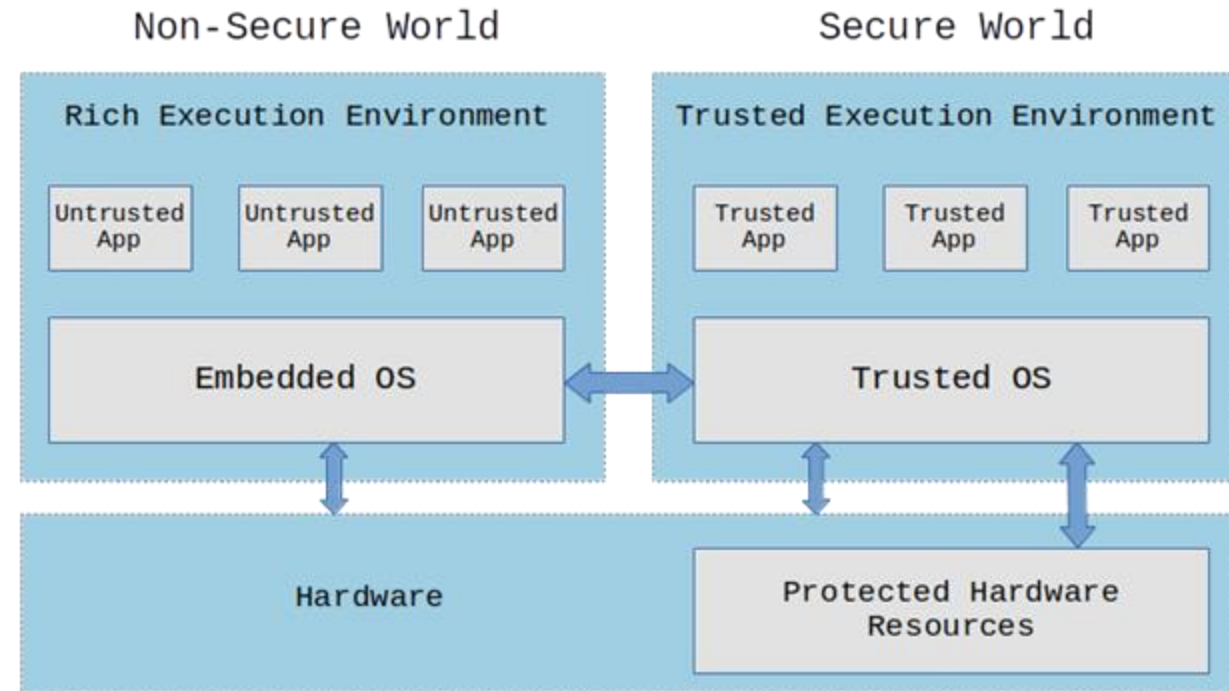 Non-Secure World
Secure World
Rich Execution Environment
Trusted Execution Environment
Untrusted
App
Untrusted
App
Untrusted
App
Trusted
App
Trusted
App
Trusted
App
Embedded OS
Trusted OS
Hardware
Protected Hardware
Resources